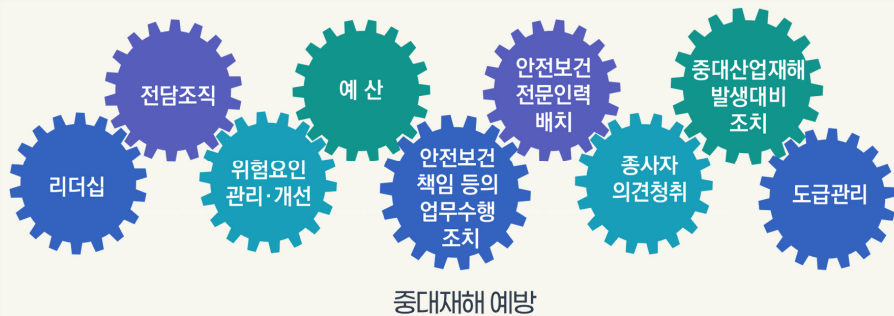 리더십
전담조직
위험요인
관리·개선
예 산
안전보건
책임 등의
업무수행
조치
안전보건
전문인력
배치
종사자
의견청취
중대산업재해
발생대비
조치
도급관리
중대재해 예방